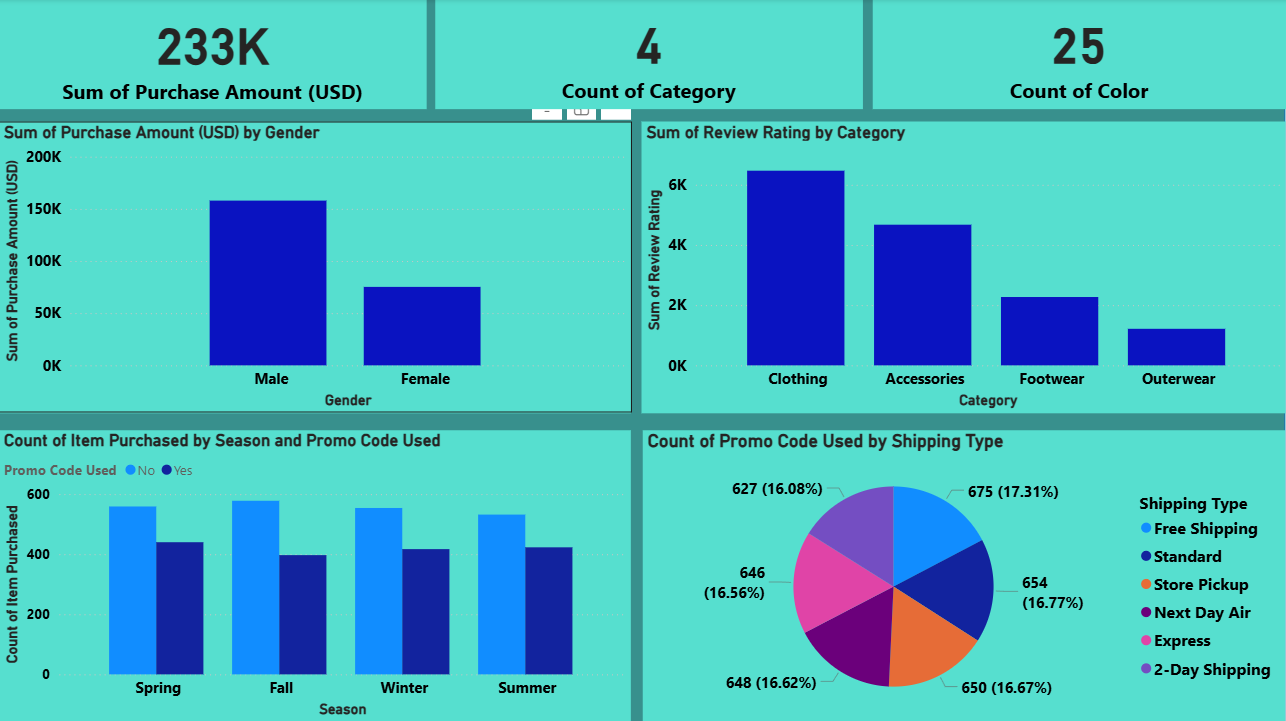 233K
Sum of Purchase Amount (USD)
4
Count of Category
25
Count of Color
Sum of Purchase Amount (USD) by Gender
Sum of Purchase Amount (USD)
200K
150K
100K
50K
0K
Male
Female
Gender
Sum of Review Rating by Category
Sum of Review Rating
6K
4K
2K
0K
Clothing
Accessories
Footwear
Outerwear
Category
Count of Item Purchased by Season and Promo Code Used
Promo Code Used
No
Yes
Count of Item Purchased
600
400
200
0
Spring
Fall
Winter
Summer
Season
Count of Promo Code Used by Shipping Type
675 (17.31%)
654
(16.77%)
650 (16.67%)
648 (16.62%)
646
(16.56%)
627 (16.08%)
Shipping Type
Free Shipping
Standard
Store Pickup
Next Day Air
Express
2-Day Shipping